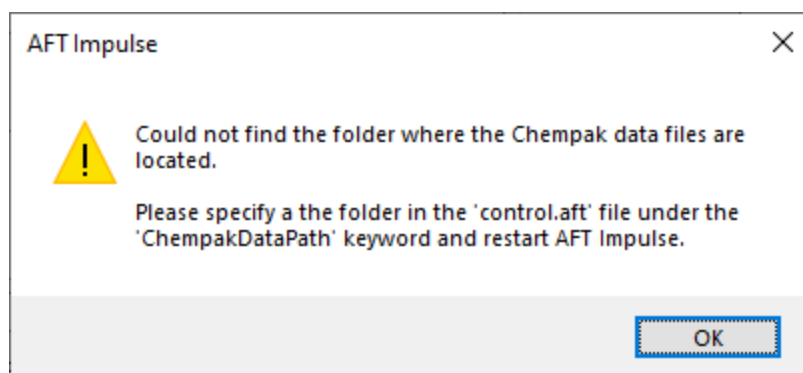 AFT Impulse
Could not find the folder where the Chempak data files are
located.
Please specify a the folder in the 'control.aft' file under the
'ChempakDataPath' keyword and restart AFT Impulse.
OK